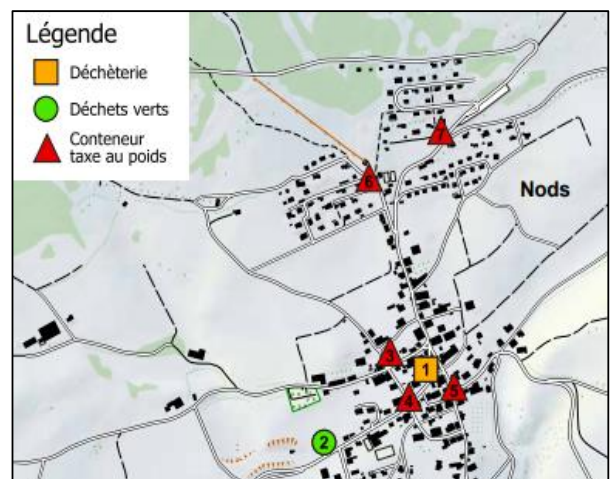 Légende
Déchèterie
Déchets verts
Conteneur
taxe au poids
7
6
Nods
3
1
5
4
2